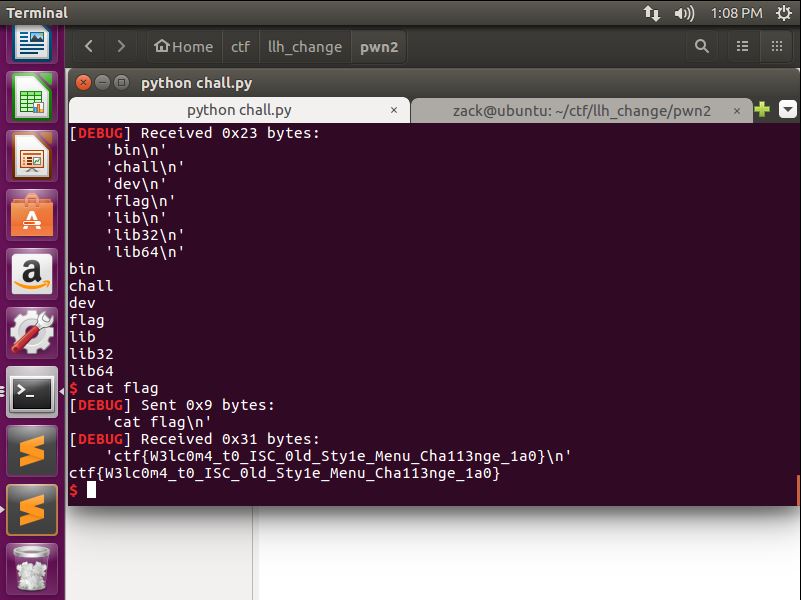 Terminal
1:08 PM
Home
ctf
llh_change
pwn2
python chall.py
python chall.py ×
zack@ubuntu: ~/ctf/llh_change/pwn2 ×
[DEBUG] Received 0x23 bytes:
'bin\n'
'chall\n'
'dev\n'
'flag\n'
'lib\n'
'lib32\n'
'lib64\n'
bin
chall
dev
flag
lib
lib32
lib64
$ cat flag
[DEBUG] Sent 0x9 bytes:
'cat flag\n'
[DEBUG] Received 0x31 bytes:
'ctf{W3lc0m4_t0_ISC_0ld_Sty1e_Menu_Cha113nge_1a0}\n'
ctf{W3lc0m4_t0_ISC_0ld_Sty1e_Menu_Cha113nge_1a0}
$